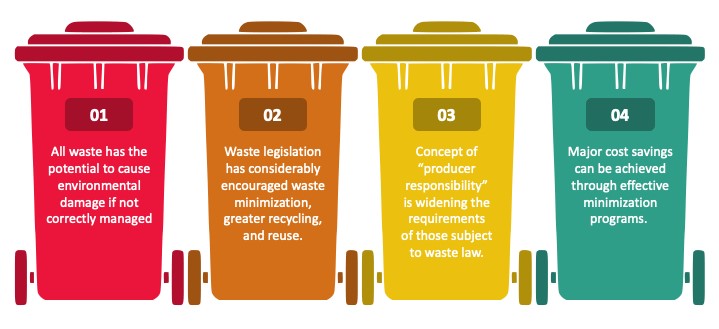 01
All waste has the
potential to cause
environmental
damage if not
correctly managed
02
Waste legislation
has considerably
encouraged waste
minimization,
greater recycling,
and reuse.
03
Concept of
“producer
responsibility”
is widening the
requirements
of those subject
to waste law.
04
Major cost savings
can be achieved
through effective
minimization
programs.